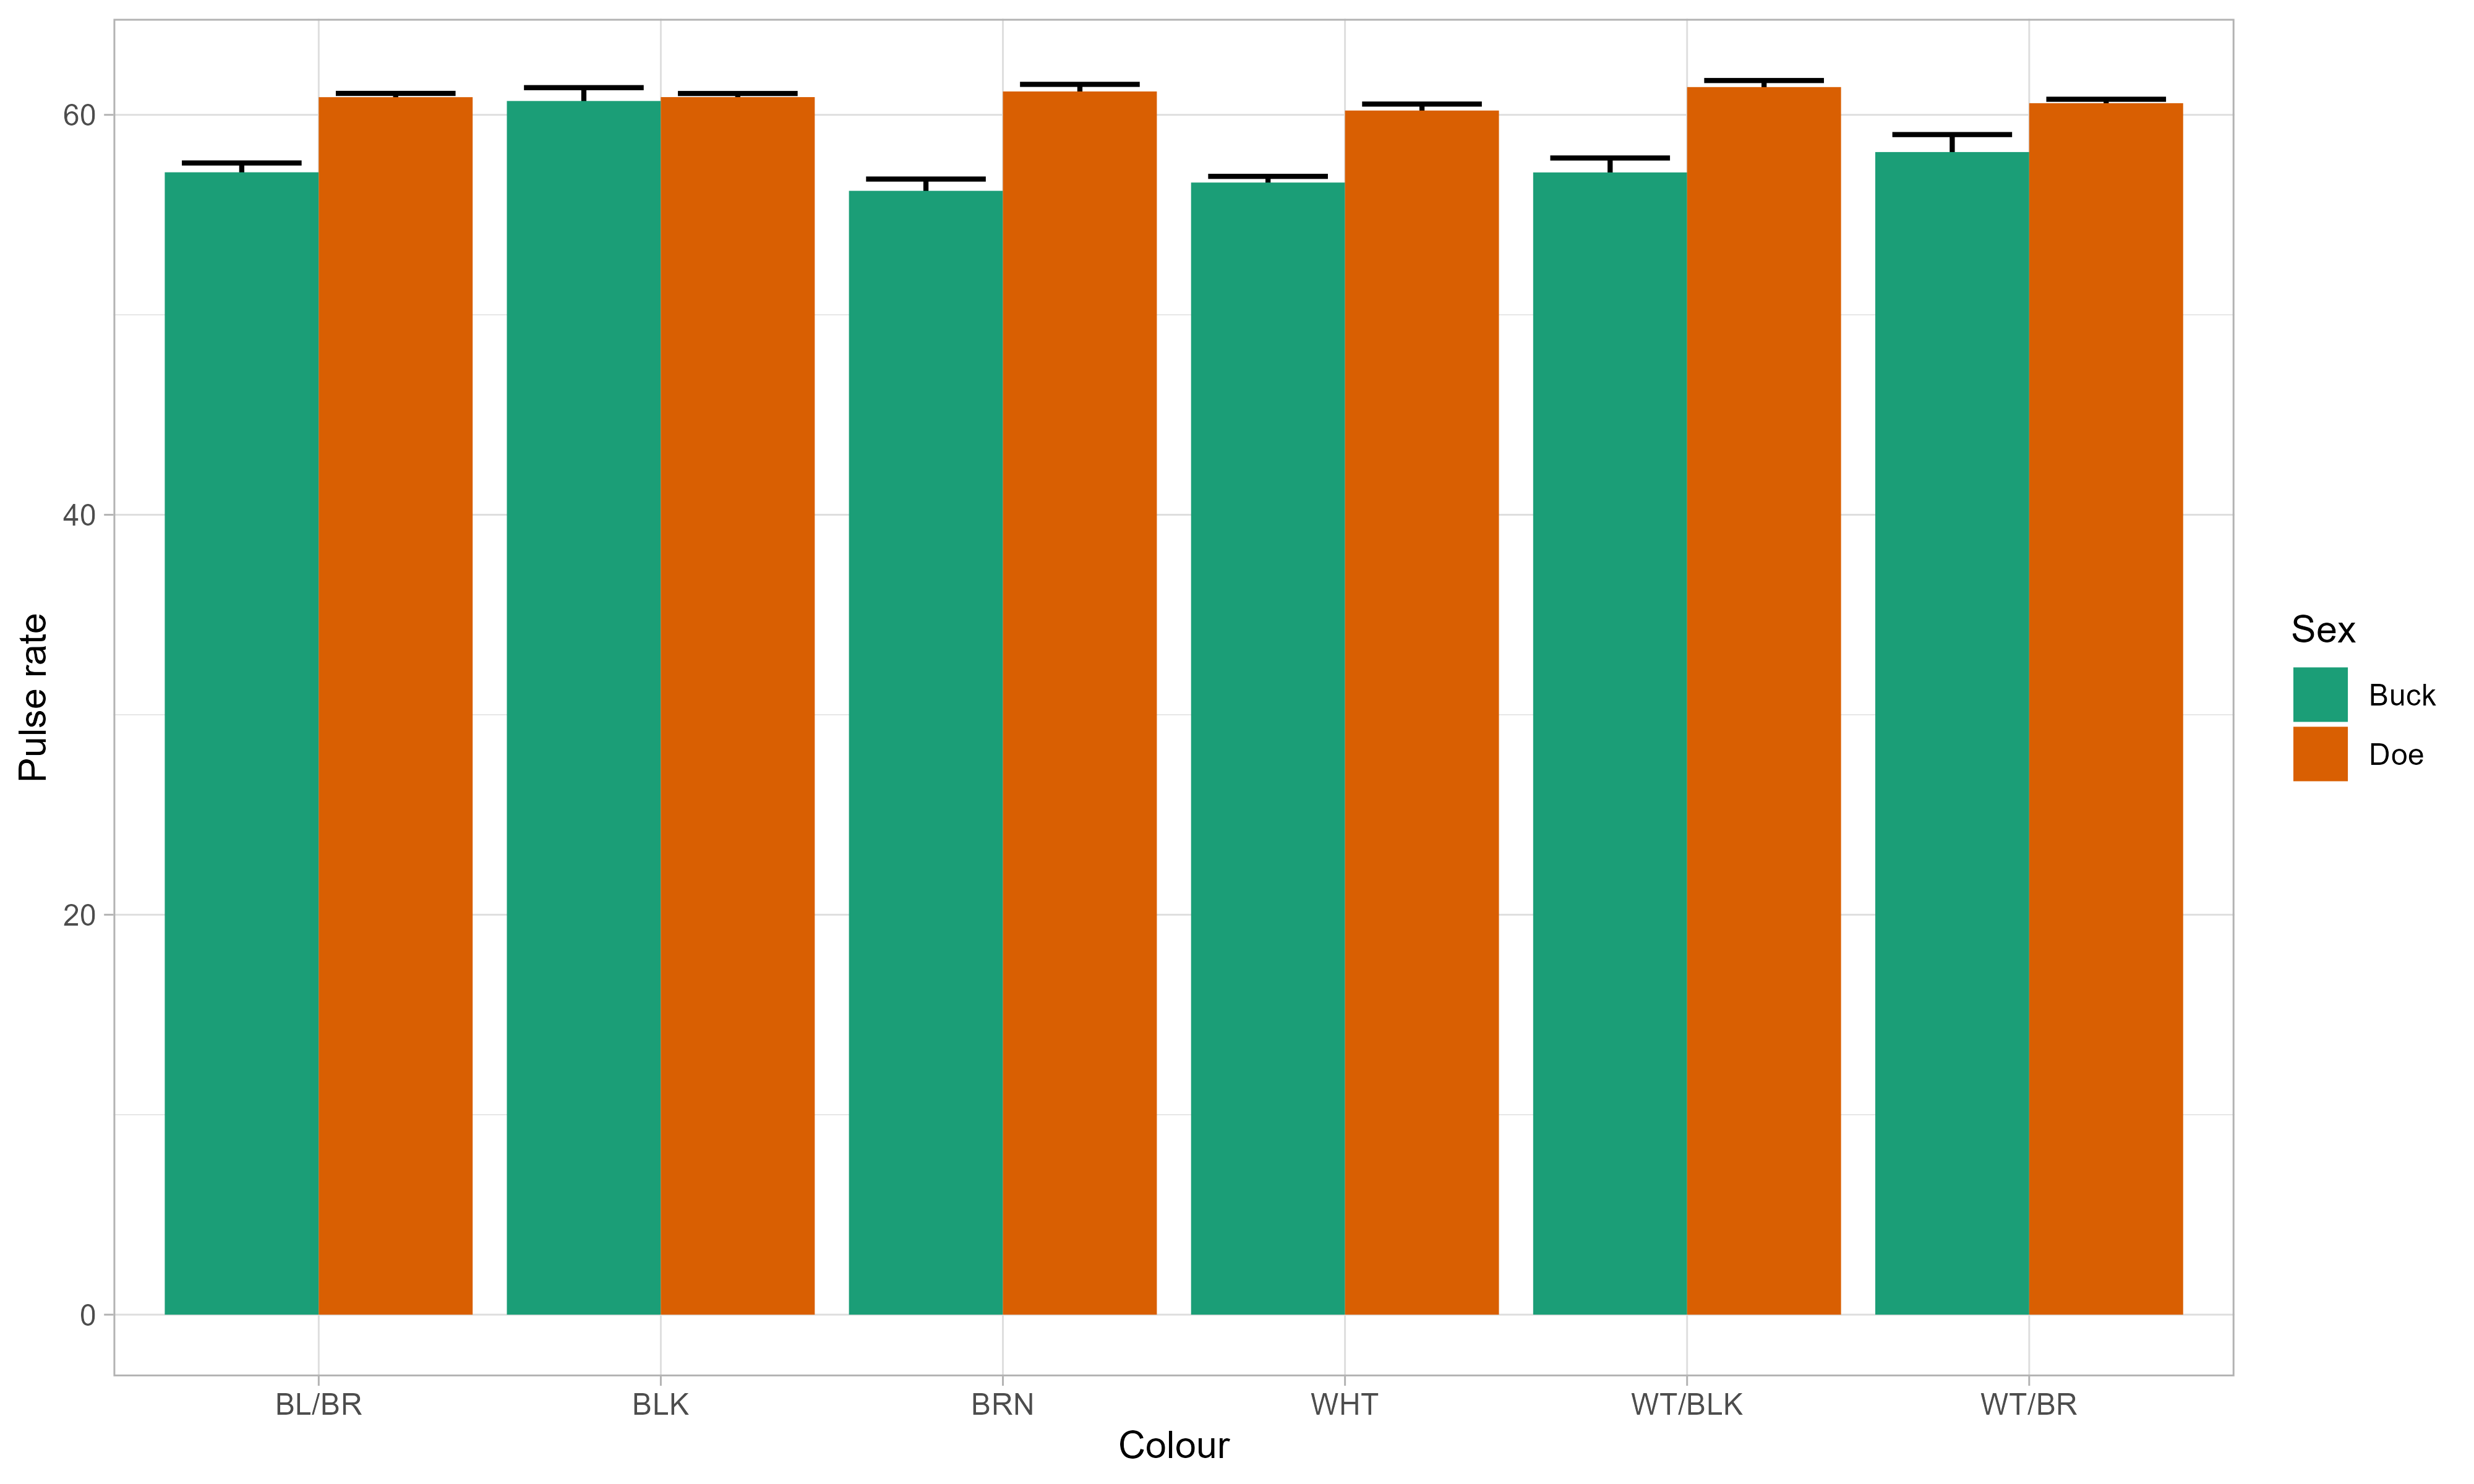 60
40
20
0
Pulse rate
BL/BR
BLK
BRN
WHT
WT/BLK
WT/BR
Colour
Sex
Buck
Doe